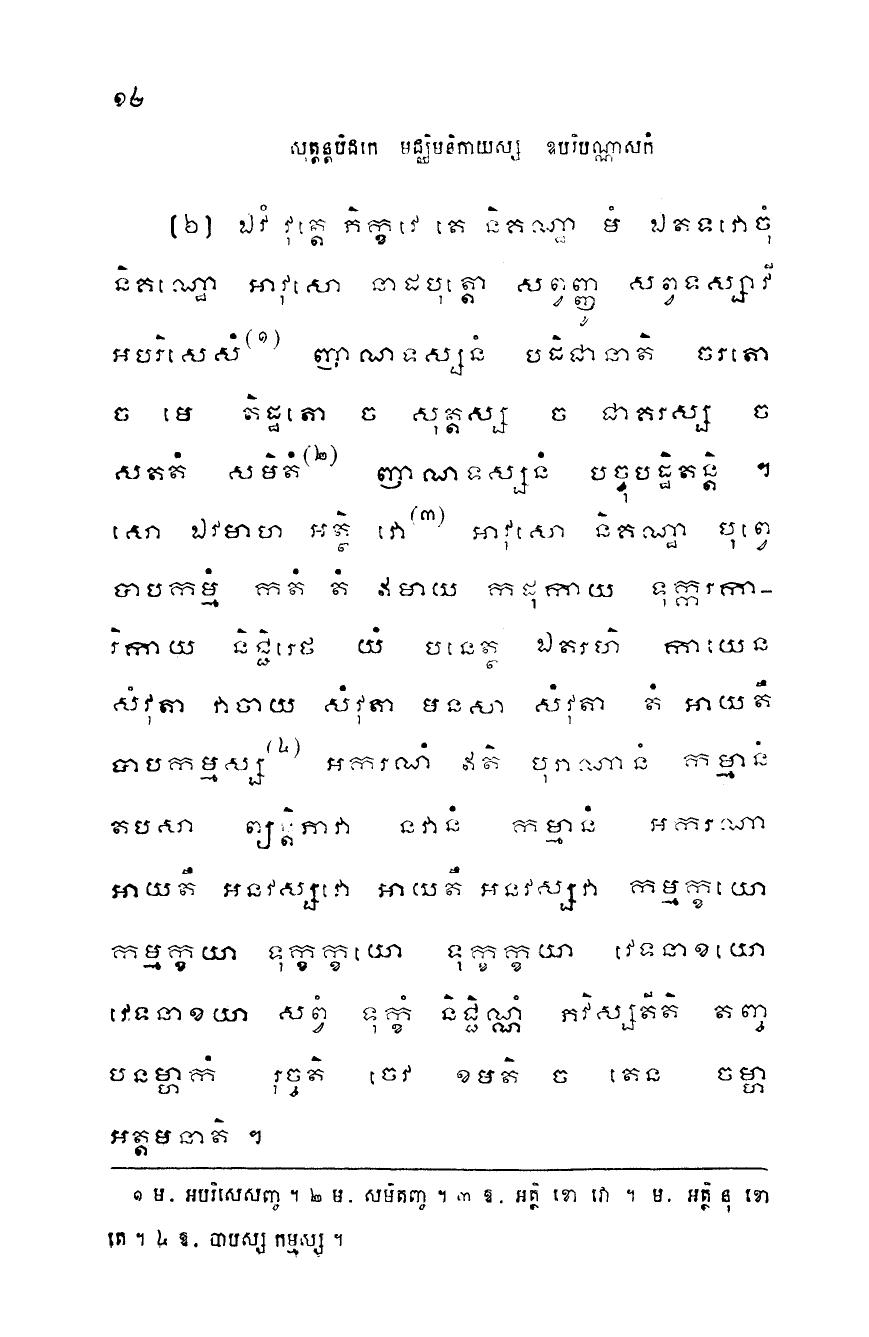 ១២
សុត្តន្តបិដកេ មជ្ឈិមនិកាយស្ស ឧបរិបណ្ណាសកំ
(៦) ឯវំ វុត្តេ ភិក្ខវេ តេ និគណ្ឋា មំ ឯតទវោចុំ
និគណ្ឋោ អាវុសោ នាដបុត្តោ សព្វញ្ញូ សព្វទស្សាវី
អបរិសេសំ(១) ញាណទស្សនំ បដិជានាតិ ចរតោ
ច មេ តិដ្ឋតោ ច សុត្តស្ស ច ជាគរស្ស ច
សតតំ សមិតំ(២) ញាណទស្សនំ បច្ចុបដ្ឋិតន្តិ ។
សោ ឯវមាហ អត្ថិ វោ(៣) អាវុសោ និគណ្ឋា បុព្វេ
បាបកម្មំ កតំ តំ ឥមាយ កដុកាយ ទុក្ករកា-
រិកាយ និជ្ជិរេថ យំ បនេត្ថ ឯតរហិ កាយេន
សំវុតា វាចាយ សំវុតា មនសា សំវុតា តំ អាយតឹ
បាបកម្មស្ស(៤) អករណំ ឥតិ បុរាណានំ កម្មានំ
តបសា ព្យន្តិភាវា នវានំ កម្មានំ អករណា
អាយតឹ អនវស្សវោ អាយតឹ អនវស្សវា កម្មក្ខយោ
កម្មក្ខយា ទុក្ខក្ខយោ ទុក្ខក្ខយា វេទនាខយោ
វេទនាខយា សព្វំ ទុក្ខំ និជ្ជិណ្ណំ ភវិស្សតីតិ តញ្ច
បនម្ហាកំ រុច្ចតិ ចេវ ខមតិ ច តេន ចម្ហា
អត្តមនាតិ ។
១ ម. អបរិសេសញ្ច ។ ២ ម. សមិតញ្ច ។ ៣ ឱ. អត្ថិ ខោ វោ ។ ម. អត្ថិ នុ ខោ
តេ ។ ៤ ឱ. បាបស្ស កម្មស្ស ។